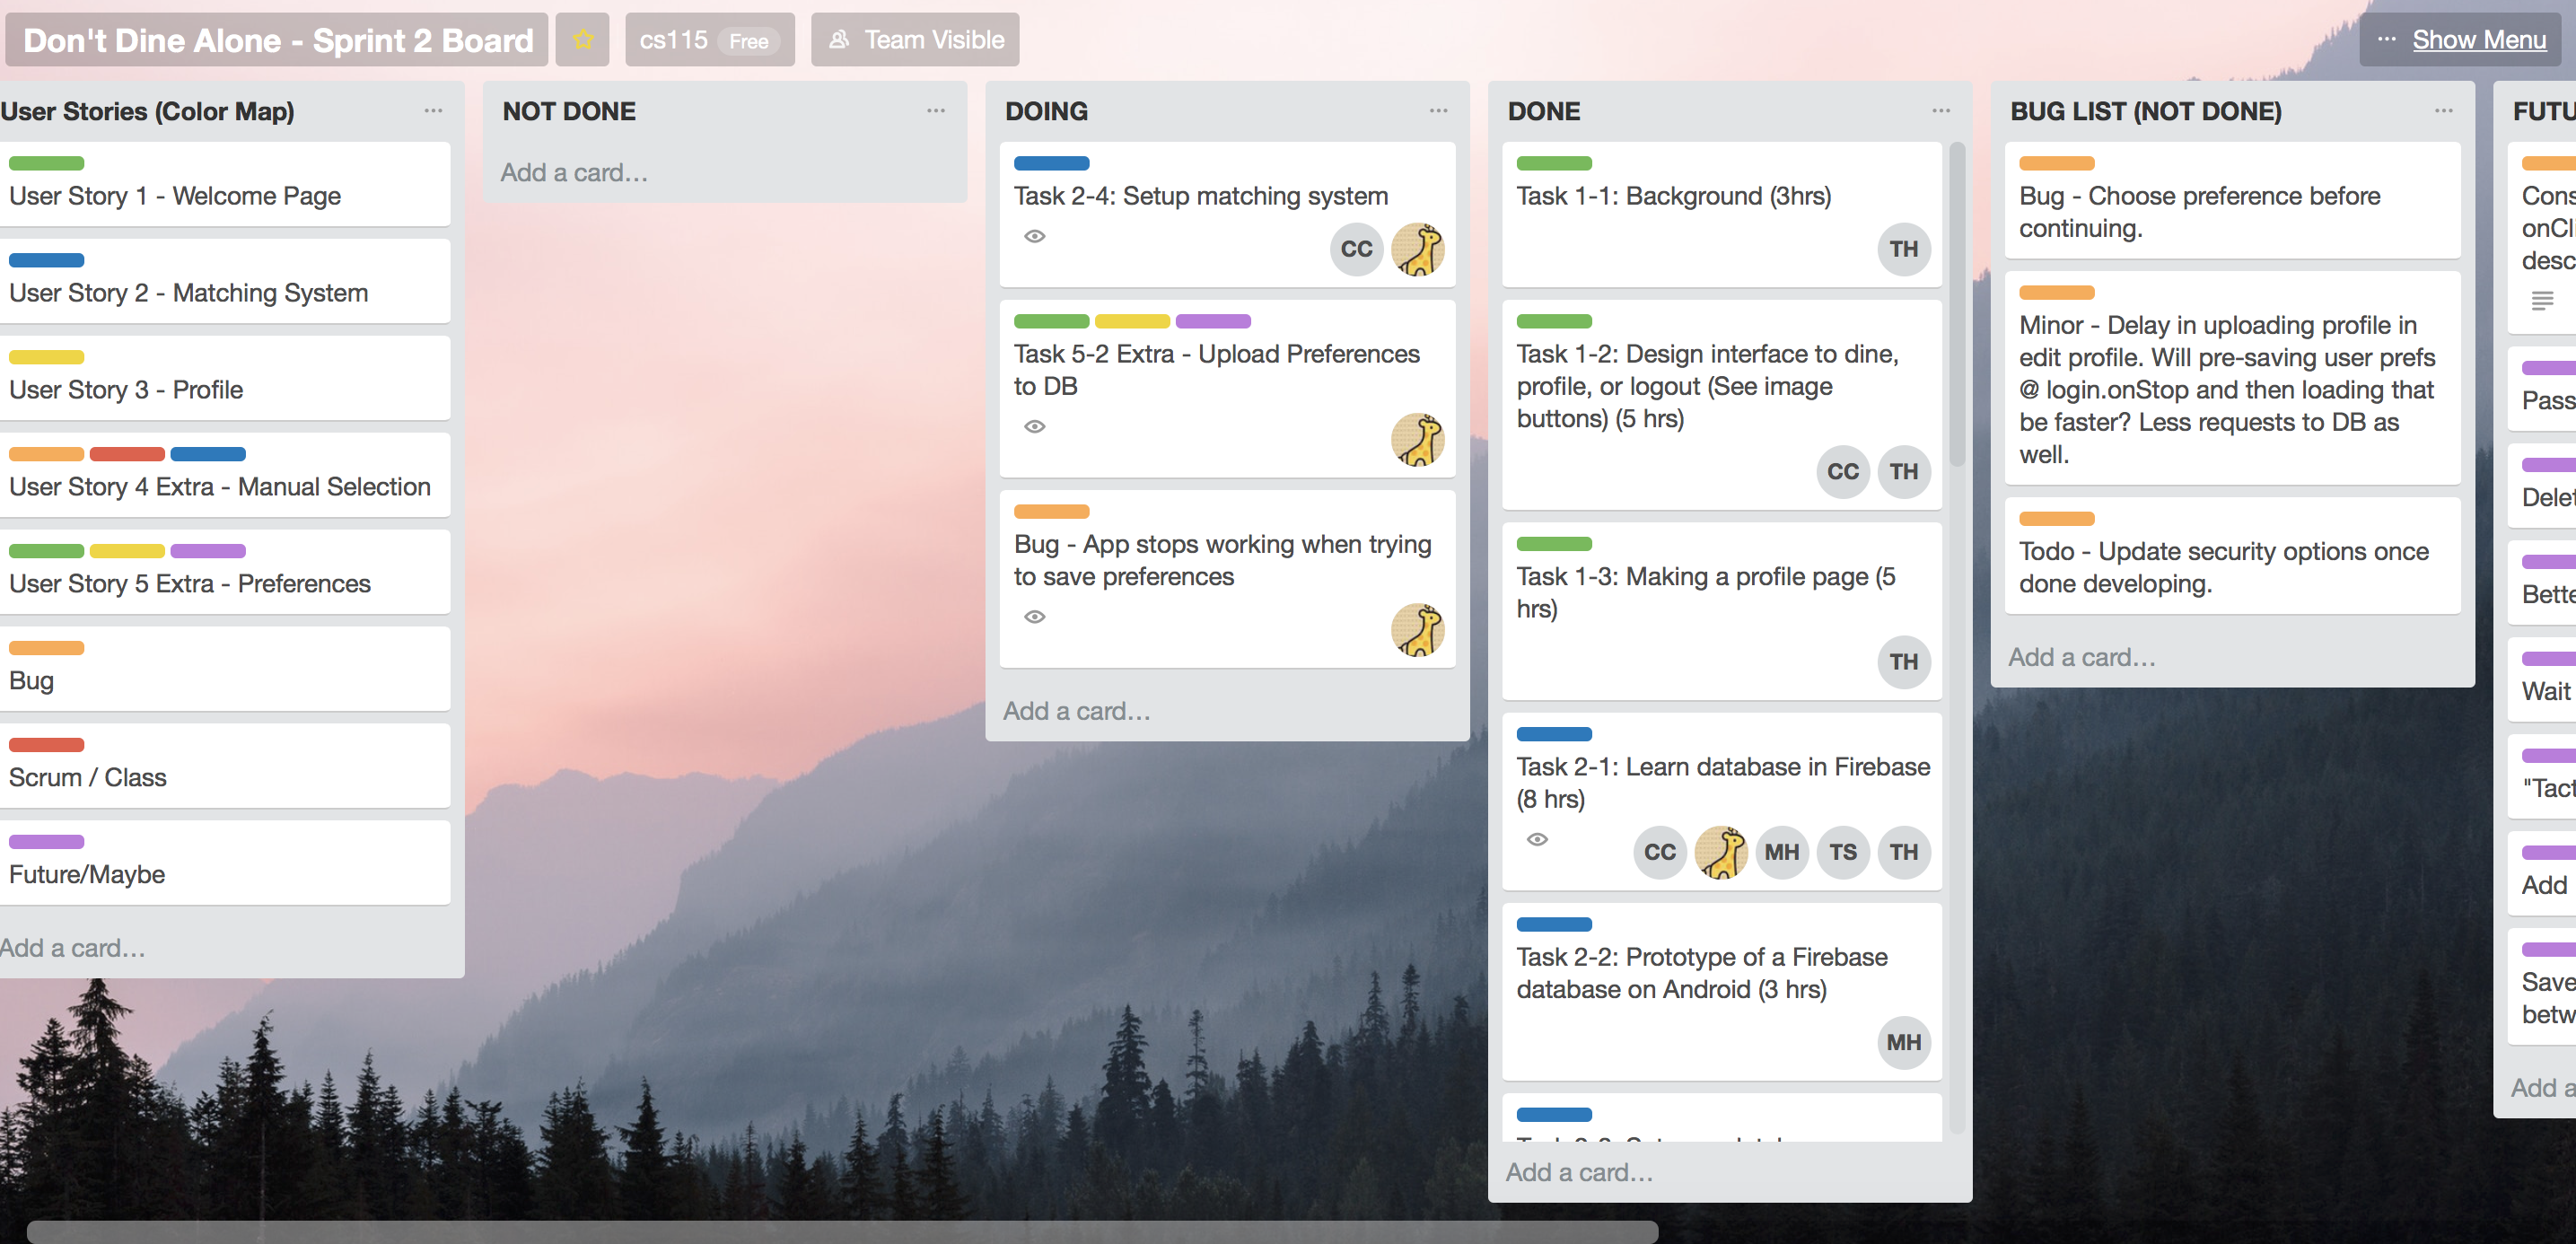 Don't Dine Alone - Sprint 2 Board
cs115 Free
Team Visible
Show Menu
User Stories (Color Map)
User Story 1 - Welcome Page
User Story 2 - Matching System
User Story 3 - Profile
User Story 4 Extra - Manual Selection
User Story 5 Extra - Preferences
Bug
Scrum / Class
Future/Maybe
Add a card…
NOT DONE
Add a card…
DOING
Task 2-4: Setup matching system
CC
Task 5-2 Extra - Upload Preferences
to DB
Bug - App stops working when trying
to save preferences
Add a card…
DONE
Task 1-1: Background (3hrs)
TH
Task 1-2: Design interface to dine,
profile, or logout (See image
buttons) (5 hrs)
CC TH
Task 1-3: Making a profile page (5
hrs)
TH
Task 2-1: Learn database in Firebase
(8 hrs)
CC MH TS TH
Task 2-2: Prototype of a Firebase
database on Android (3 hrs)
MH
Add a card…
BUG LIST (NOT DONE)
Bug - Choose preference before
continuing.
Minor - Delay in uploading profile in
edit profile. Will pre-saving user prefs
@ login.onStop and then loading that
be faster? Less requests to DB as
well.
Todo - Update security options once
done developing.
Add a card…
FUTU
Cons
onCli
desc
Pass
Delet
Bette
Wait
"Tact
Add
Save
betw
Add a